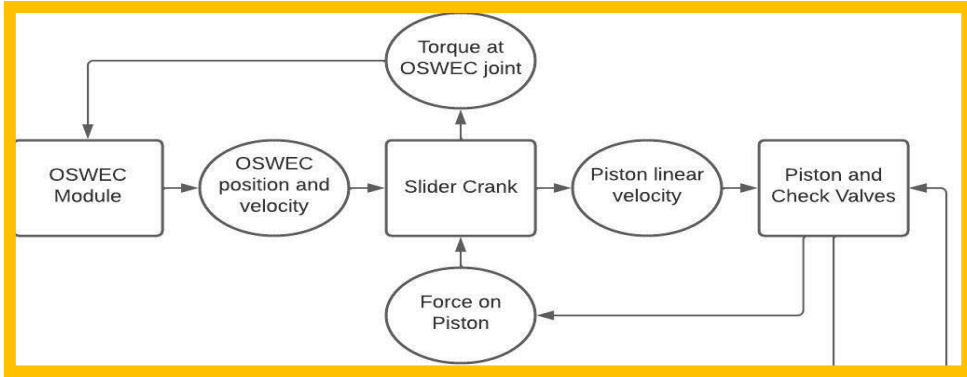 Torque at
OSWEC joint
OSWEC
Module
OSWEC
position and
velocity
Slider Crank
Piston linear
velocity
Piston and
Check Valves
Force on
Piston